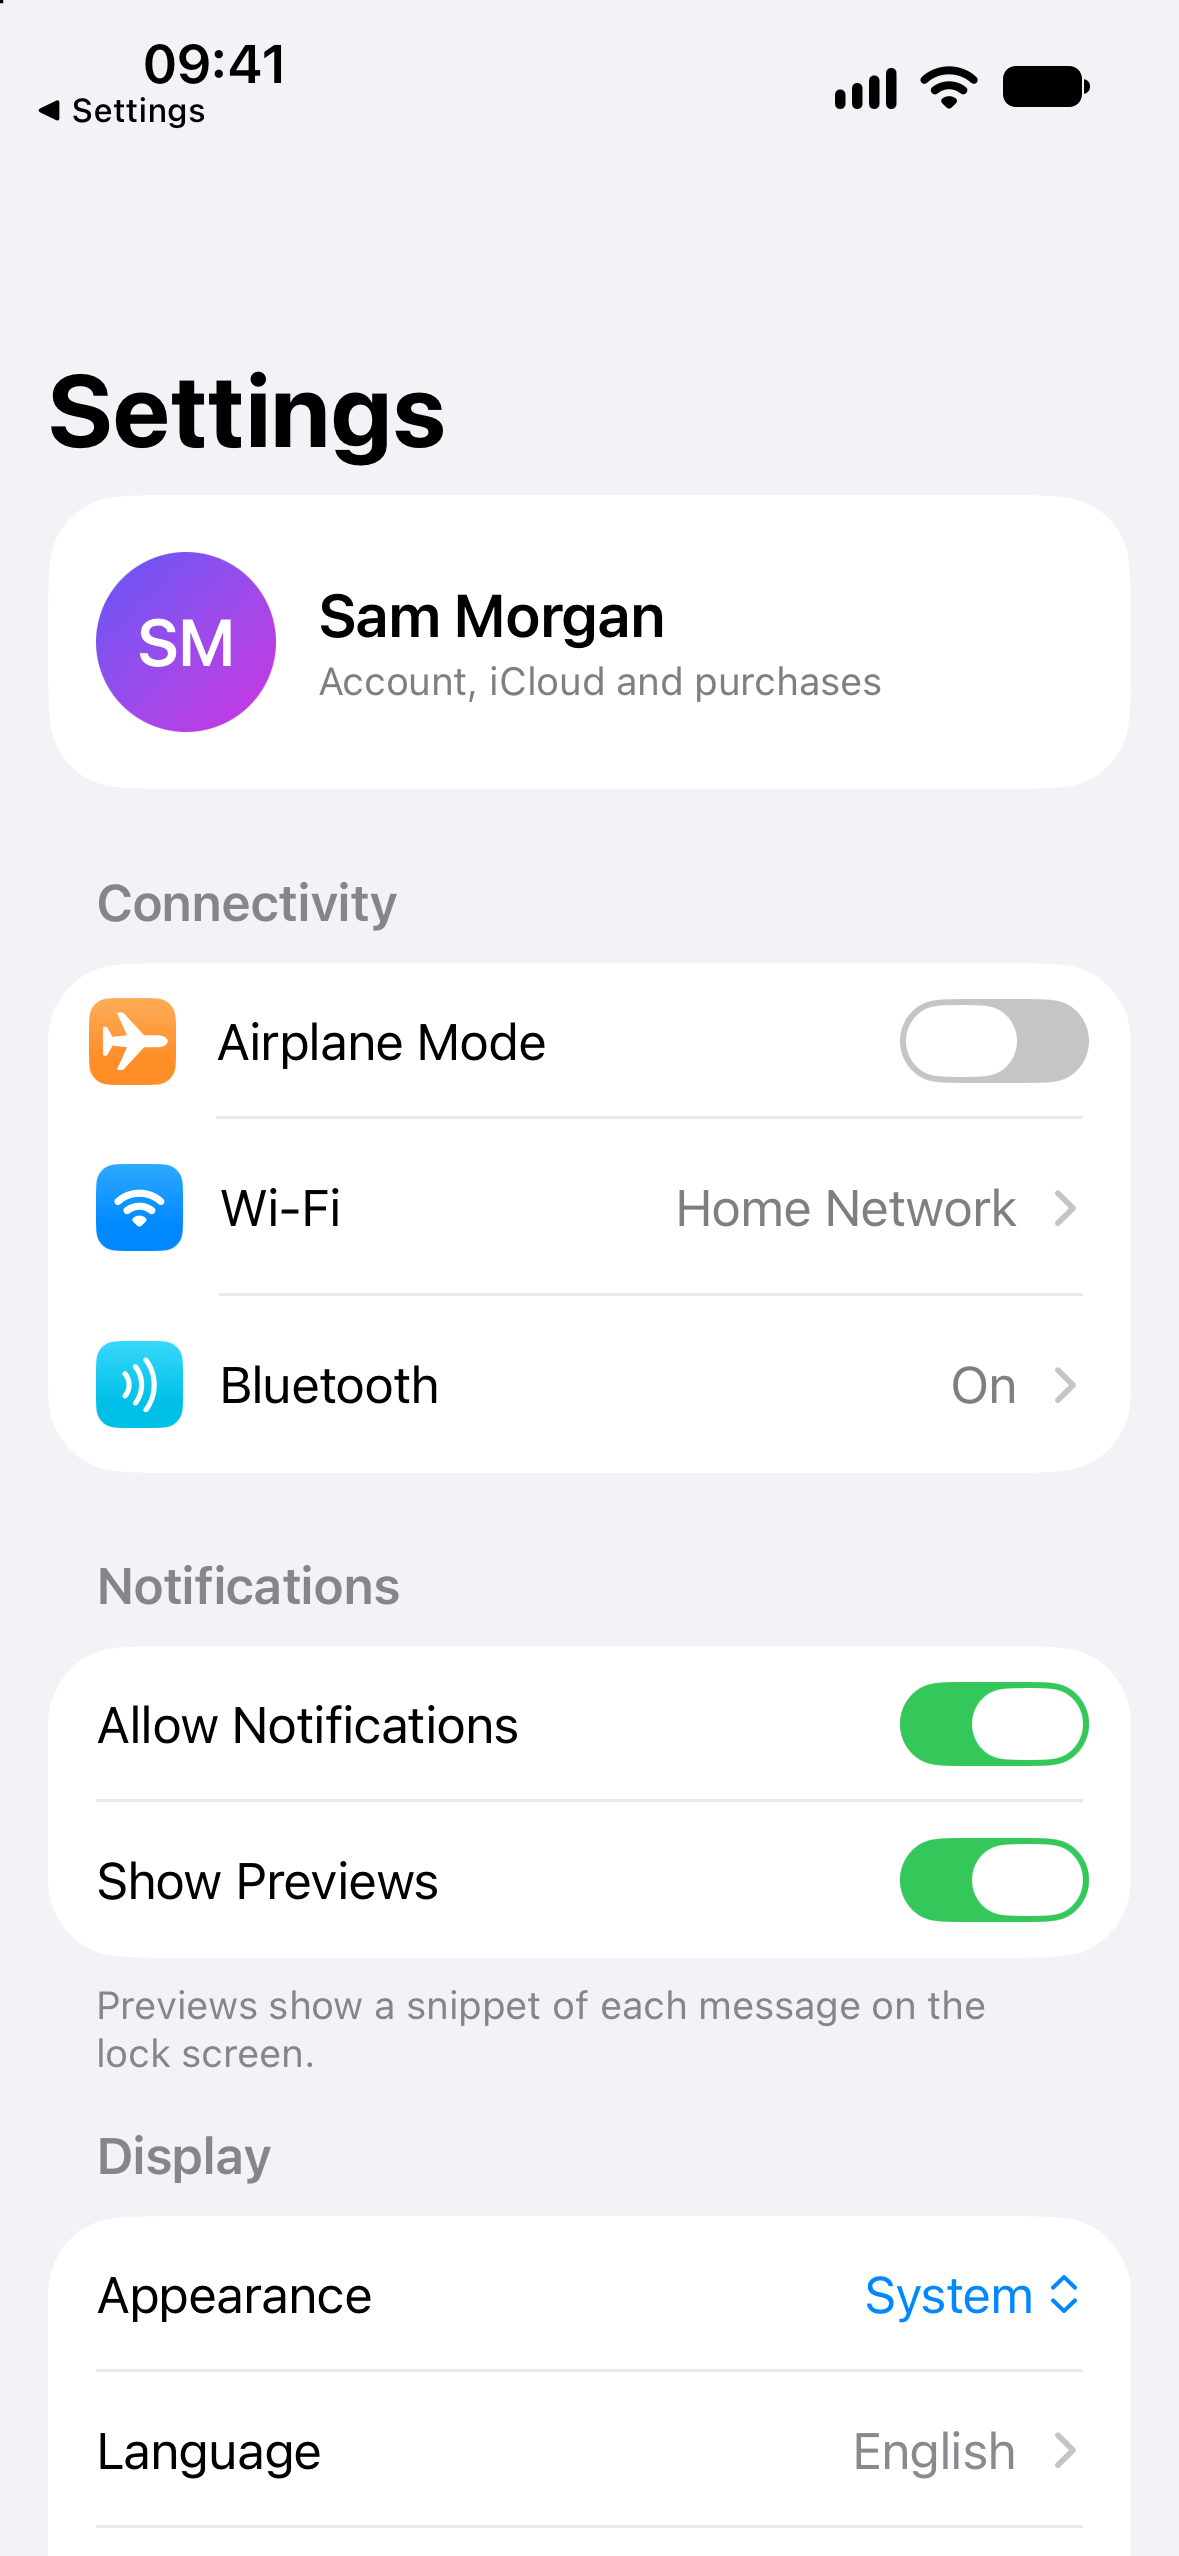 09:41
Settings
Settings
SM
Sam Morgan
Account, iCloud and purchases
Connectivity
Airplane Mode
Wi-Fi Home Network
Bluetooth On
Notifications
Allow Notifications
Show Previews
Previews show a snippet of each message on the
lock screen.
Display
Appearance System
Language English